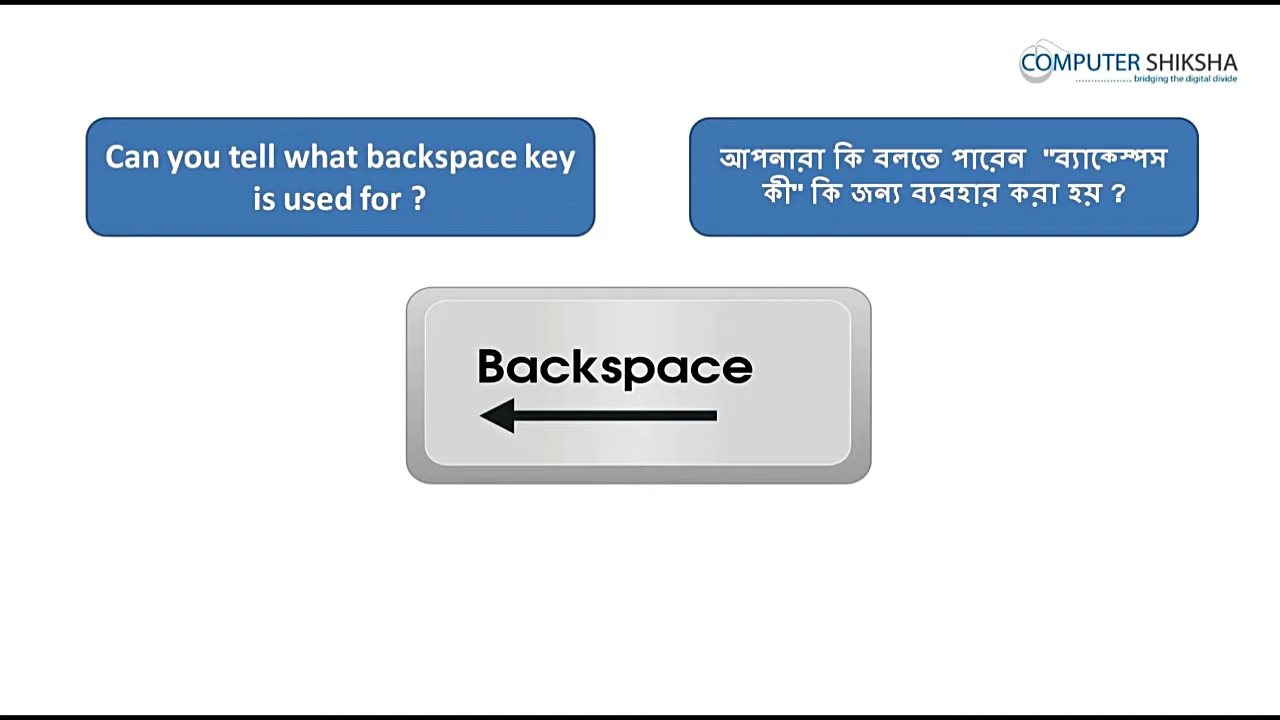 COMPUTER SHIKSHA
bridging the digital divide
Can you tell what backspace key
is used for ?
আপনারা কি বলতে পারেন "ব্যাকেস্পস
কী" কি জন্য ব্যবহার করা হয় ?
Backspace